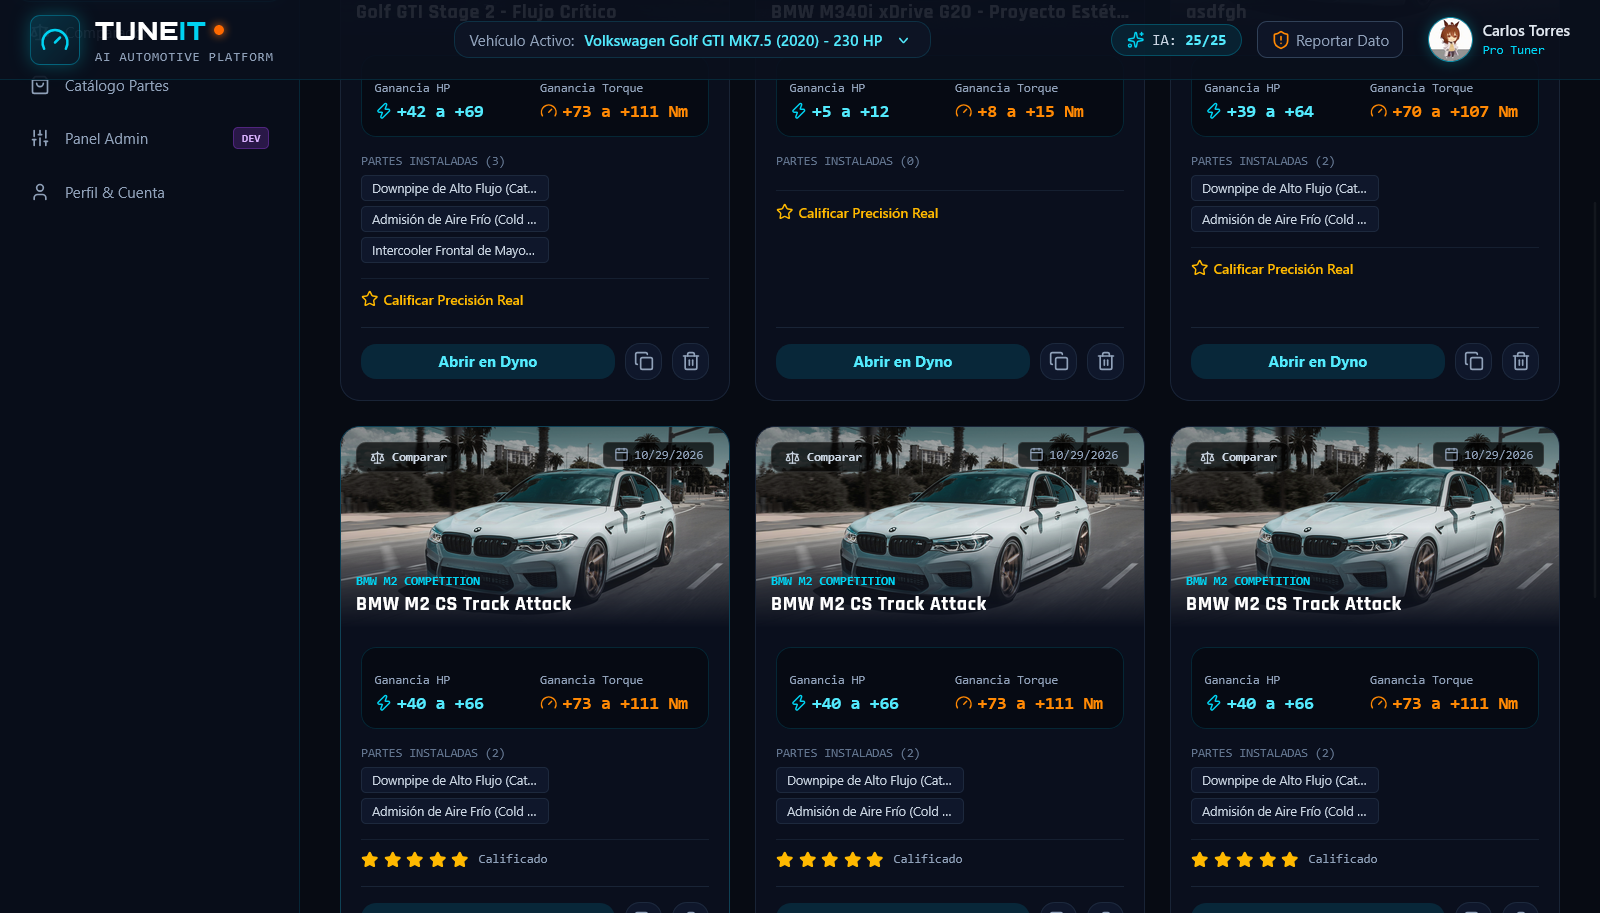 Golf GTI Stage 2 - Flujo Crítico
BMW M340i xDrive G20 - Proyecto Estét...
asdfgh
TUNEIT
AI AUTOMOTIVE PLATFORM
Vehículo Activo: Volkswagen Golf GTI MK7.5 (2020) - 230 HP
IA: 25/25
Reportar Dato
Carlos Torres
Pro Tuner
Catálogo Partes
Panel Admin
DEV
Perfil & Cuenta
Ganancia HP
Ganancia Torque
+42 a +69
+73 a +111 Nm
PARTES INSTALADAS (3)
Downpipe de Alto Flujo (Cat...
Admisión de Aire Frío (Cold ...
Intercooler Frontal de Mayo...
Calificar Precisión Real
Abrir en Dyno
Ganancia HP
Ganancia Torque
+5 a +12
+8 a +15 Nm
PARTES INSTALADAS (0)
Calificar Precisión Real
Abrir en Dyno
Ganancia HP
Ganancia Torque
+39 a +64
+70 a +107 Nm
PARTES INSTALADAS (2)
Downpipe de Alto Flujo (Cat...
Admisión de Aire Frío (Cold ...
Calificar Precisión Real
Abrir en Dyno
Comparar
10/29/2026
BMW M2 COMPETITION
BMW M2 CS Track Attack
Ganancia HP
Ganancia Torque
+40 a +66
+73 a +111 Nm
PARTES INSTALADAS (2)
Downpipe de Alto Flujo (Cat...
Admisión de Aire Frío (Cold ...
Calificado
Comparar
10/29/2026
BMW M2 COMPETITION
BMW M2 CS Track Attack
Ganancia HP
Ganancia Torque
+40 a +66
+73 a +111 Nm
PARTES INSTALADAS (2)
Downpipe de Alto Flujo (Cat...
Admisión de Aire Frío (Cold ...
Calificado
Comparar
10/29/2026
BMW M2 COMPETITION
BMW M2 CS Track Attack
Ganancia HP
Ganancia Torque
+40 a +66
+73 a +111 Nm
PARTES INSTALADAS (2)
Downpipe de Alto Flujo (Cat...
Admisión de Aire Frío (Cold ...
Calificado